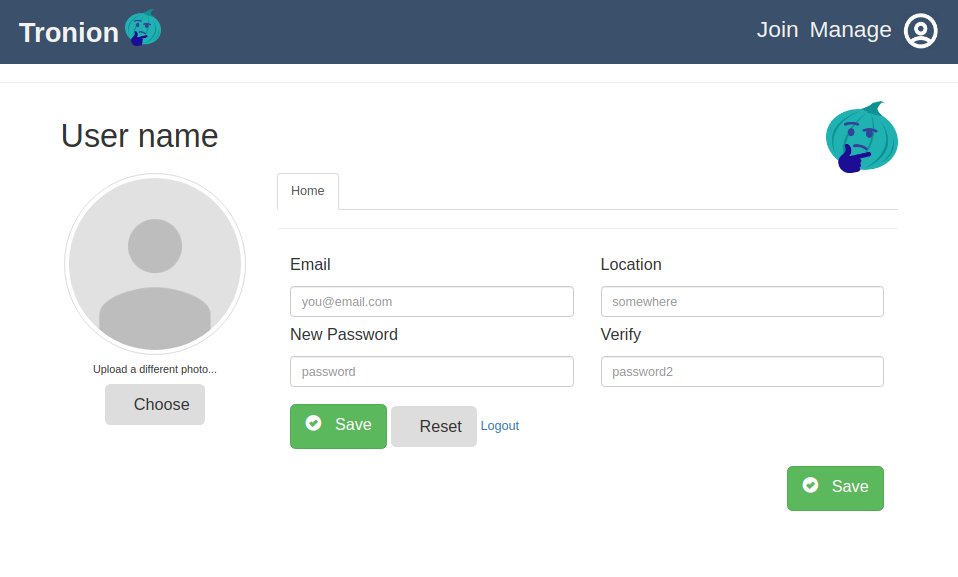 Tronion
Join Manage
User name
Home
Email
Location
you@email.com
somewhere
New Password
Verify
password
password2
Upload a different photo...
Choose
Save
Reset
Logout
Save